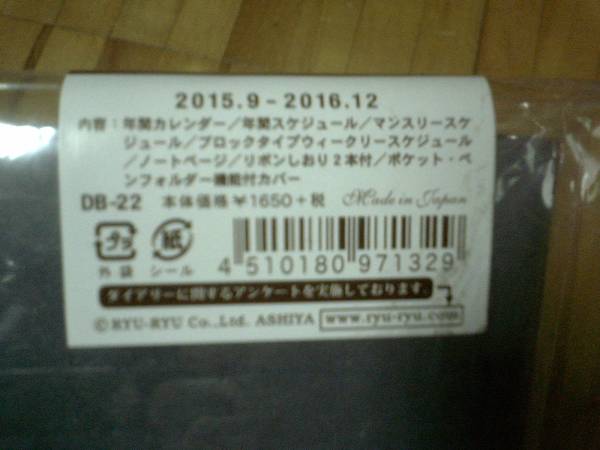 2015.9－2016.12
内容：年間カレンダー／年間スケジュール／マンスリースケ
ジュール／ブロックタイプウィークリースケジュール
／ノートページ／リボンしおり2本付／ポケット・ペ
ンフォルダー機能付カバー
DB-22 本体価格￥1650＋税 Made in Japan
プラ 紙
外袋 シール
4 510180 971329
ダイアリーに関するアンケートを実施しております。
©RYU-RYU Co.,Ltd. ASHIYA www.ryu-ryu.com